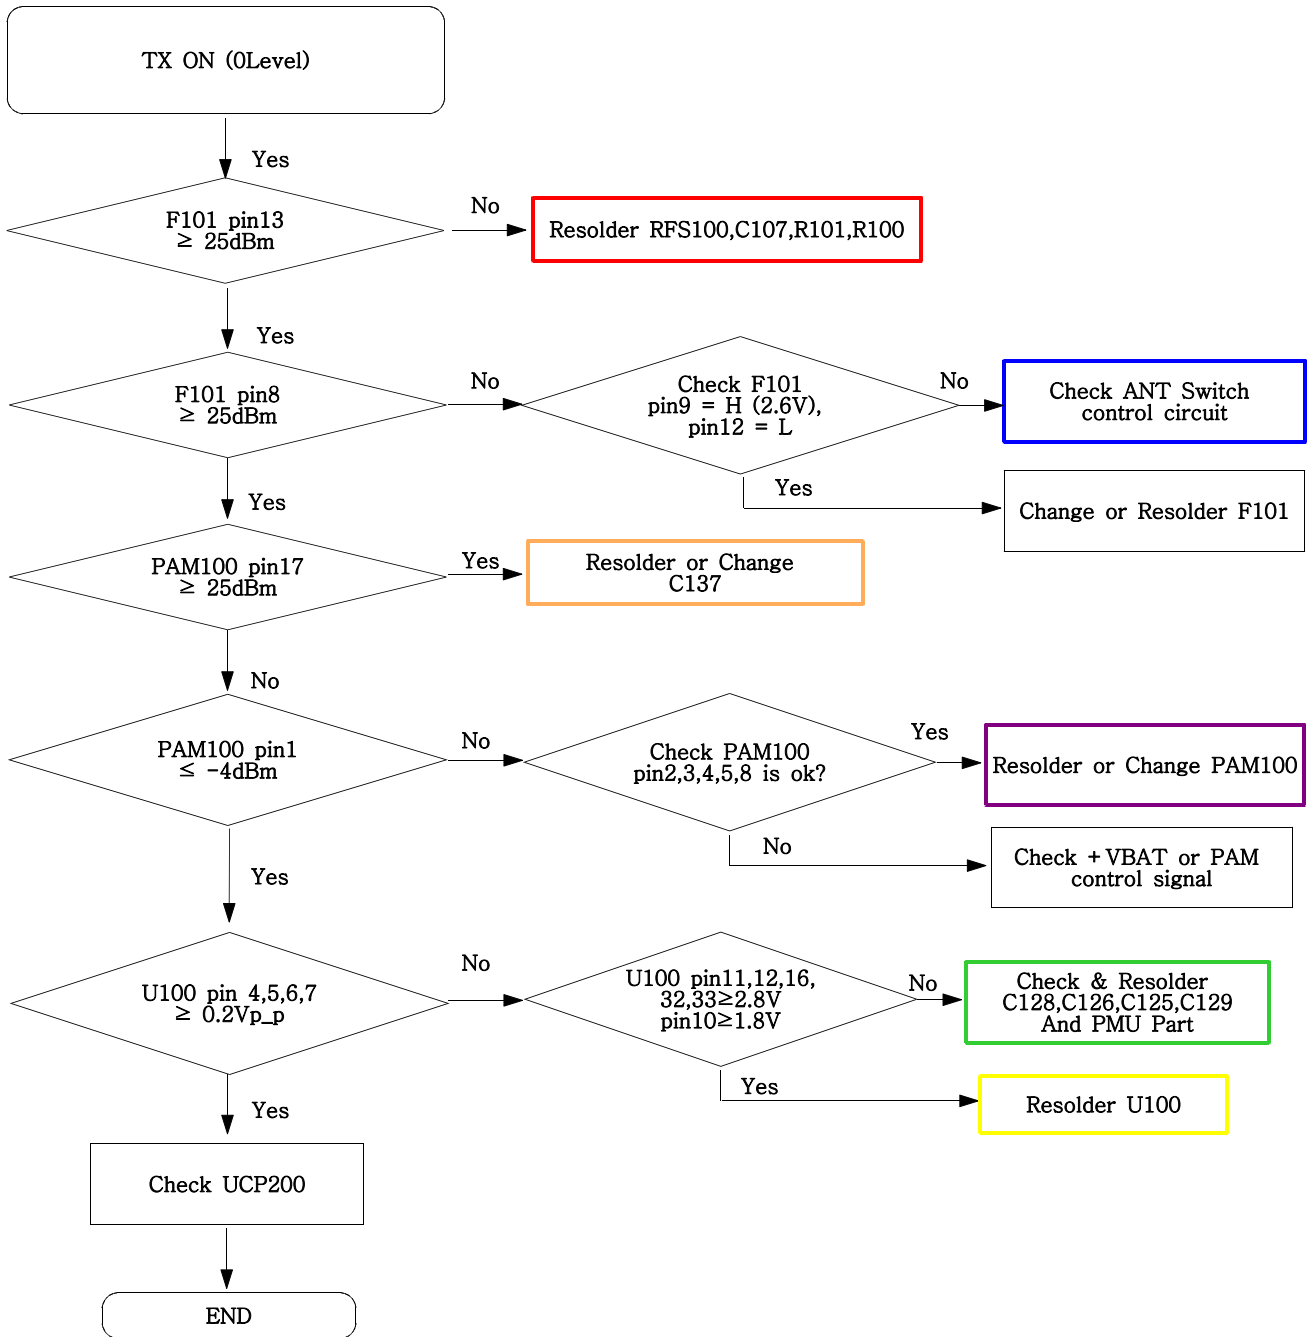 TX ON (0Level)
Yes
F101 pin13
≥ 25dBm
No
Resolder RFS100,C107,R101,R100
Yes
F101 pin8
≥ 25dBm
No
Check F101
pin9 = H (2.6V),
pin12 = L
No
Check ANT Switch
control circuit
Yes
Change or Resolder F101
Yes
PAM100 pin17
≥ 25dBm
Yes
Resolder or Change
C137
No
PAM100 pin1
≤ -4dBm
No
Check PAM100
pin2,3,4,5,8 is ok?
Yes
Resolder or Change PAM100
No
Check +VBAT or PAM
control signal
Yes
U100 pin 4,5,6,7
≥ 0.2Vp_p
No
U100 pin11,12,16,
32,33≥2.8V
pin10≥1.8V
No
Check & Resolder
C128,C126,C125,C129
And PMU Part
Yes
Resolder U100
Yes
Check UCP200
END